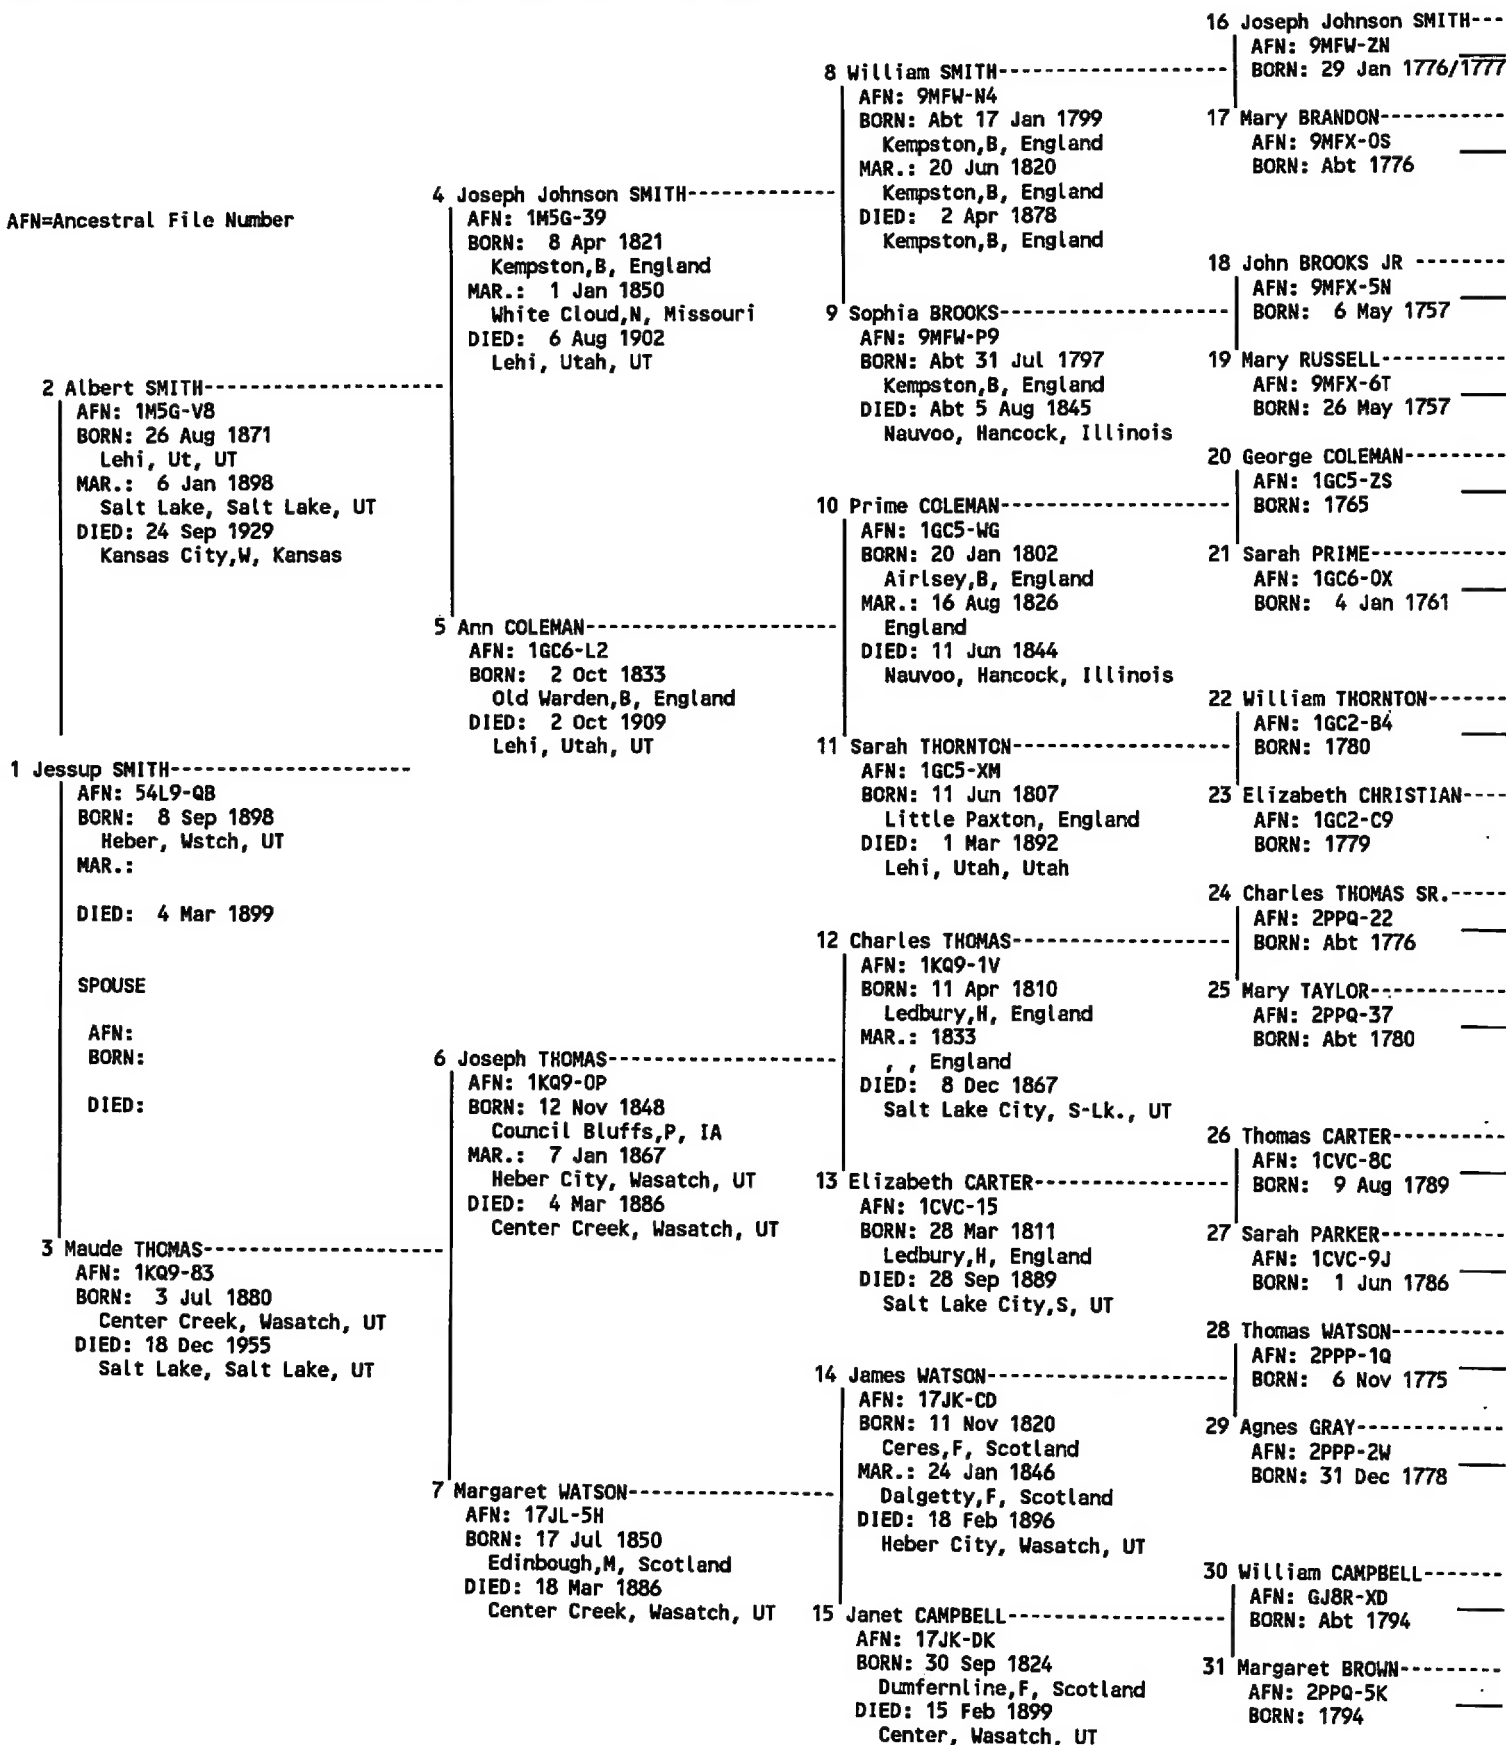 AFN=Ancestral File Number
1 Jessup SMITH--------------------
AFN: 54L9-QB
BORN: 8 Sep 1898
Heber, Wstch, UT
MAR.:
DIED: 4 Mar 1899
SPOUSE
AFN:
BORN:
DIED:
2 Albert SMITH--------------------
AFN: 1M5G-V8
BORN: 26 Aug 1871
Lehi, Ut, UT
MAR.: 6 Jan 1898
Salt Lake, Salt Lake, UT
DIED: 24 Sep 1929
Kansas City,W, Kansas
3 Maude THOMAS--------------------
AFN: 1KQ9-83
BORN: 3 Jul 1880
Center Creek, Wasatch, UT
DIED: 18 Dec 1955
Salt Lake, Salt Lake, UT
4 Joseph Johnson SMITH------------
AFN: 1M5G-39
BORN: 8 Apr 1821
Kempston,B, England
MAR.: 1 Jan 1850
White Cloud,N, Missouri
DIED: 6 Aug 1902
Lehi, Utah, UT
5 Ann COLEMAN---------------------
AFN: 1GC6-L2
BORN: 2 Oct 1833
Old Warden,B, England
DIED: 2 Oct 1909
Lehi, Utah, UT
6 Joseph THOMAS-------------------
AFN: 1KQ9-0P
BORN: 12 Nov 1848
Council Bluffs,P, IA
MAR.: 7 Jan 1867
Heber City, Wasatch, UT
DIED: 4 Mar 1886
Center Creek, Wasatch, UT
7 Margaret WATSON-----------------
AFN: 17JL-5H
BORN: 17 Jul 1850
Edinbough,M, Scotland
DIED: 18 Mar 1886
Center Creek, Wasatch, UT
8 William SMITH-------------------
AFN: 9MFW-N4
BORN: Abt 17 Jan 1799
Kempston,B, England
MAR.: 20 Jun 1820
Kempston,B, England
DIED: 2 Apr 1878
Kempston,B, England
9 Sophia BROOKS-------------------
AFN: 9MFW-P9
BORN: Abt 31 Jul 1797
Kempston,B, England
DIED: Abt 5 Aug 1845
Nauvoo, Hancock, Illinois
10 Prime COLEMAN------------------
AFN: 1GC5-WG
BORN: 20 Jan 1802
Airlsey,B, England
MAR.: 16 Aug 1826
England
DIED: 11 Jun 1844
Nauvoo, Hancock, Illinois
11 Sarah THORNTON-----------------
AFN: 1GC5-XM
BORN: 11 Jun 1807
Little Paxton, England
DIED: 1 Mar 1892
Lehi, Utah, Utah
12 Charles THOMAS-----------------
AFN: 1KQ9-1V
BORN: 11 Apr 1810
Ledbury,H, England
MAR.: 1833
, , England
DIED: 8 Dec 1867
Salt Lake City, S-Lk., UT
13 Elizabeth CARTER---------------
AFN: 1CVC-15
BORN: 28 Mar 1811
Ledbury,H, England
DIED: 28 Sep 1889
Salt Lake City,S, UT
14 James WATSON-------------------
AFN: 17JK-CD
BORN: 11 Nov 1820
Ceres,F, Scotland
MAR.: 24 Jan 1846
Dalgetty,F, Scotland
DIED: 18 Feb 1896
Heber City, Wasatch, UT
15 Janet CAMPBELL-----------------
AFN: 17JK-DK
BORN: 30 Sep 1824
Dumfernline,F, Scotland
DIED: 15 Feb 1899
Center, Wasatch, UT
16 Joseph Johnson SMITH---
AFN: 9MFW-ZN
BORN: 29 Jan 1776/1777
17 Mary BRANDON-----------
AFN: 9MFX-0S
BORN: Abt 1776
18 John BROOKS JR --------
AFN: 9MFX-5N
BORN: 6 May 1757
19 Mary RUSSELL-----------
AFN: 9MFX-6T
BORN: 26 May 1757
20 George COLEMAN---------
AFN: 1GC5-ZS
BORN: 1765
21 Sarah PRIME------------
AFN: 1GC6-0X
BORN: 4 Jan 1761
22 William THORNTON-------
AFN: 1GC2-B4
BORN: 1780
23 Elizabeth CHRISTIAN----
AFN: 1GC2-C9
BORN: 1779
24 Charles THOMAS SR.-----
AFN: 2PPQ-22
BORN: Abt 1776
25 Mary TAYLOR------------
AFN: 2PPQ-37
BORN: Abt 1780
26 Thomas CARTER----------
AFN: 1CVC-8C
BORN: 9 Aug 1789
27 Sarah PARKER-----------
AFN: 1CVC-9J
BORN: 1 Jun 1786
28 Thomas WATSON----------
AFN: 2PPP-1Q
BORN: 6 Nov 1775
29 Agnes GRAY-------------
AFN: 2PPP-2W
BORN: 31 Dec 1778
30 William CAMPBELL-------
AFN: GJ8R-XD
BORN: Abt 1794
31 Margaret BROWN---------
AFN: 2PPQ-5K
BORN: 1794